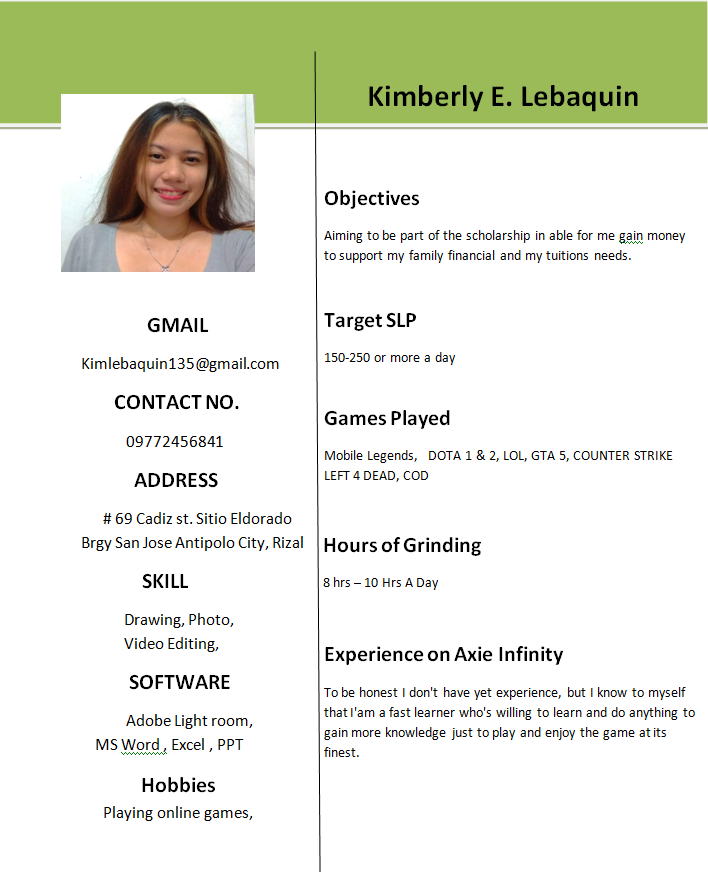 Kimberly E. Lebaquin
GMAIL
Kimlebaquin135@gmail.com
CONTACT NO.
09772456841
ADDRESS
# 69 Cadiz st. Sitio Eldorado
Brgy San Jose Antipolo City, Rizal
SKILL
Drawing, Photo,
Video Editing,
SOFTWARE
Adobe Light room,
MS Word , Excel , PPT
Hobbies
Playing online games,
Objectives
Aiming to be part of the scholarship in able for me gain money
to support my family financial and my tuitions needs.
Target SLP
150-250 or more a day
Games Played
Mobile Legends, DOTA 1 & 2, LOL, GTA 5, COUNTER STRIKE
LEFT 4 DEAD, COD
Hours of Grinding
8 hrs – 10 Hrs A Day
Experience on Axie Infinity
To be honest I don't have yet experience, but I know to myself
that I'am a fast learner who's willing to learn and do anything to
gain more knowledge just to play and enjoy the game at its
finest.